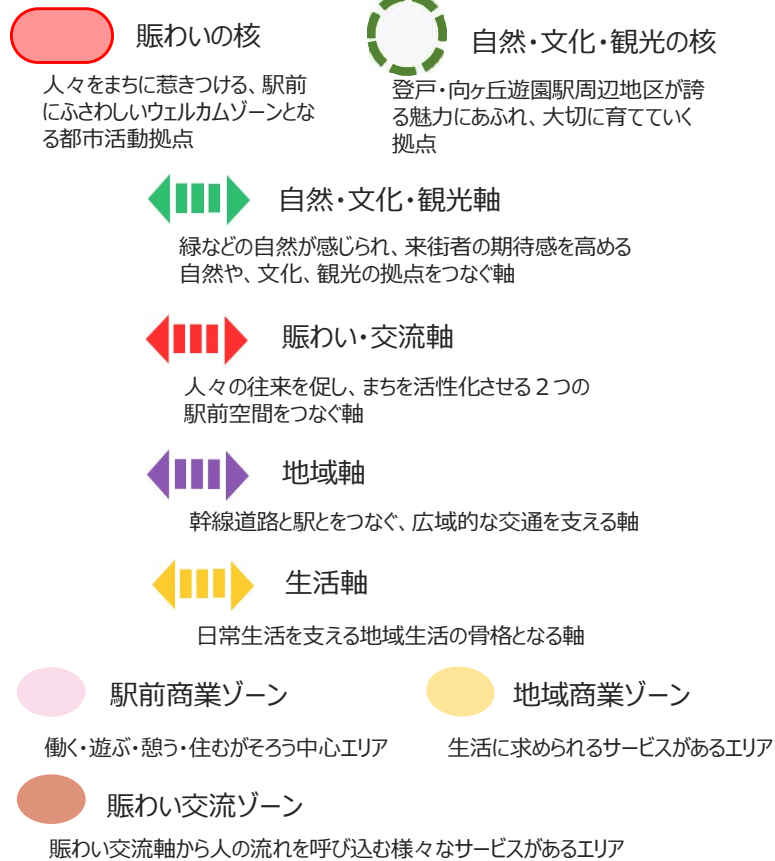 賑わいの核
人々をまちに惹きつける、駅前
にふさわしいウェルカムゾーンとな
る都市活動拠点
自然・文化・観光の核
登戸・向ヶ丘遊園駅周辺地区が誇
る魅力にあふれ、大切に育てていく
拠点
自然・文化・観光軸
緑などの自然が感じられ、来街者の期待感を高める
自然や、文化、観光の拠点をつなぐ軸
賑わい・交流軸
人々の往来を促し、まちを活性化させる２つの
駅前空間をつなぐ軸
地域軸
幹線道路と駅とをつなぐ、広域的な交通を支える軸
生活軸
日常生活を支える地域生活の骨格となる軸
駅前商業ゾーン
働く・遊ぶ・憩う・住むがそろう中心エリア
地域商業ゾーン
生活に求められるサービスがあるエリア
賑わい交流ゾーン
賑わい交流軸から人の流れを呼び込む様々なサービスがあるエリア